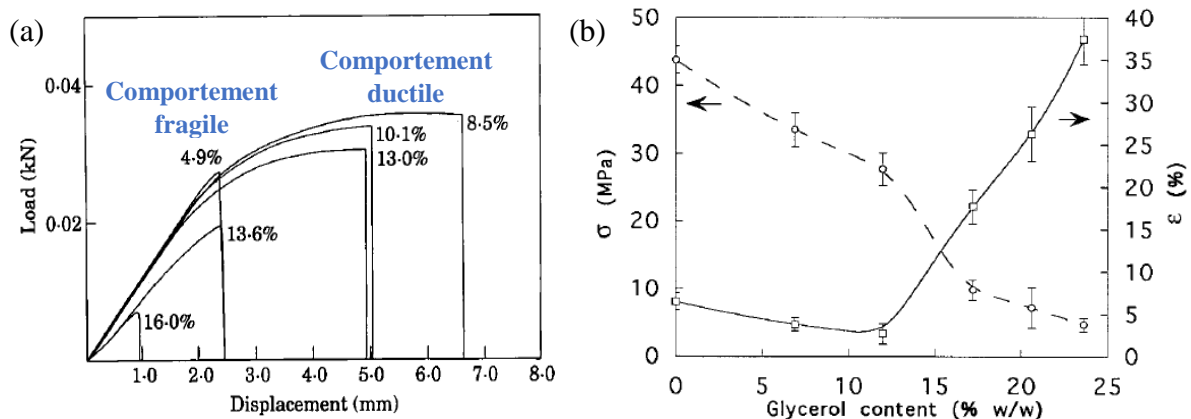 (a)
Load (kN)
0.04
0.02
Comportement
fragile
Comportement
ductile
4·9%
8·5%
10·1%
13·0%
13·6%
16·0%
1·0 2·0 3·0 4·0 5·0 6·0 7·0 8·0
Displacement (mm)
(b)
σ (MPa)
50
40
30
20
10
0
40
35
30
25
20
15
10
5
0
ε (%)
0 5 10 15 20 25
Glycerol content (% w/w)